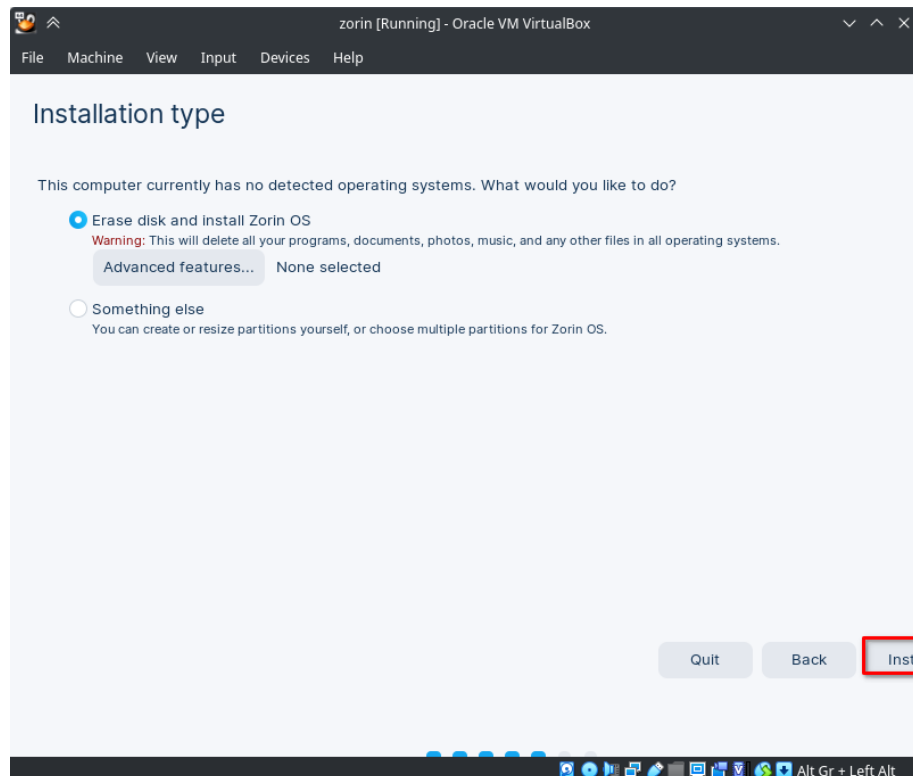 zorin [Running] - Oracle VM VirtualBox
File Machine View Input Devices Help
Installation type
This computer currently has no detected operating systems. What would you like to do?
Erase disk and install Zorin OS
Warning: This will delete all your programs, documents, photos, music, and any other files in all operating systems.
Advanced features... None selected
Something else
You can create or resize partitions yourself, or choose multiple partitions for Zorin OS.
Quit Back Inst
Alt Gr + Left Alt